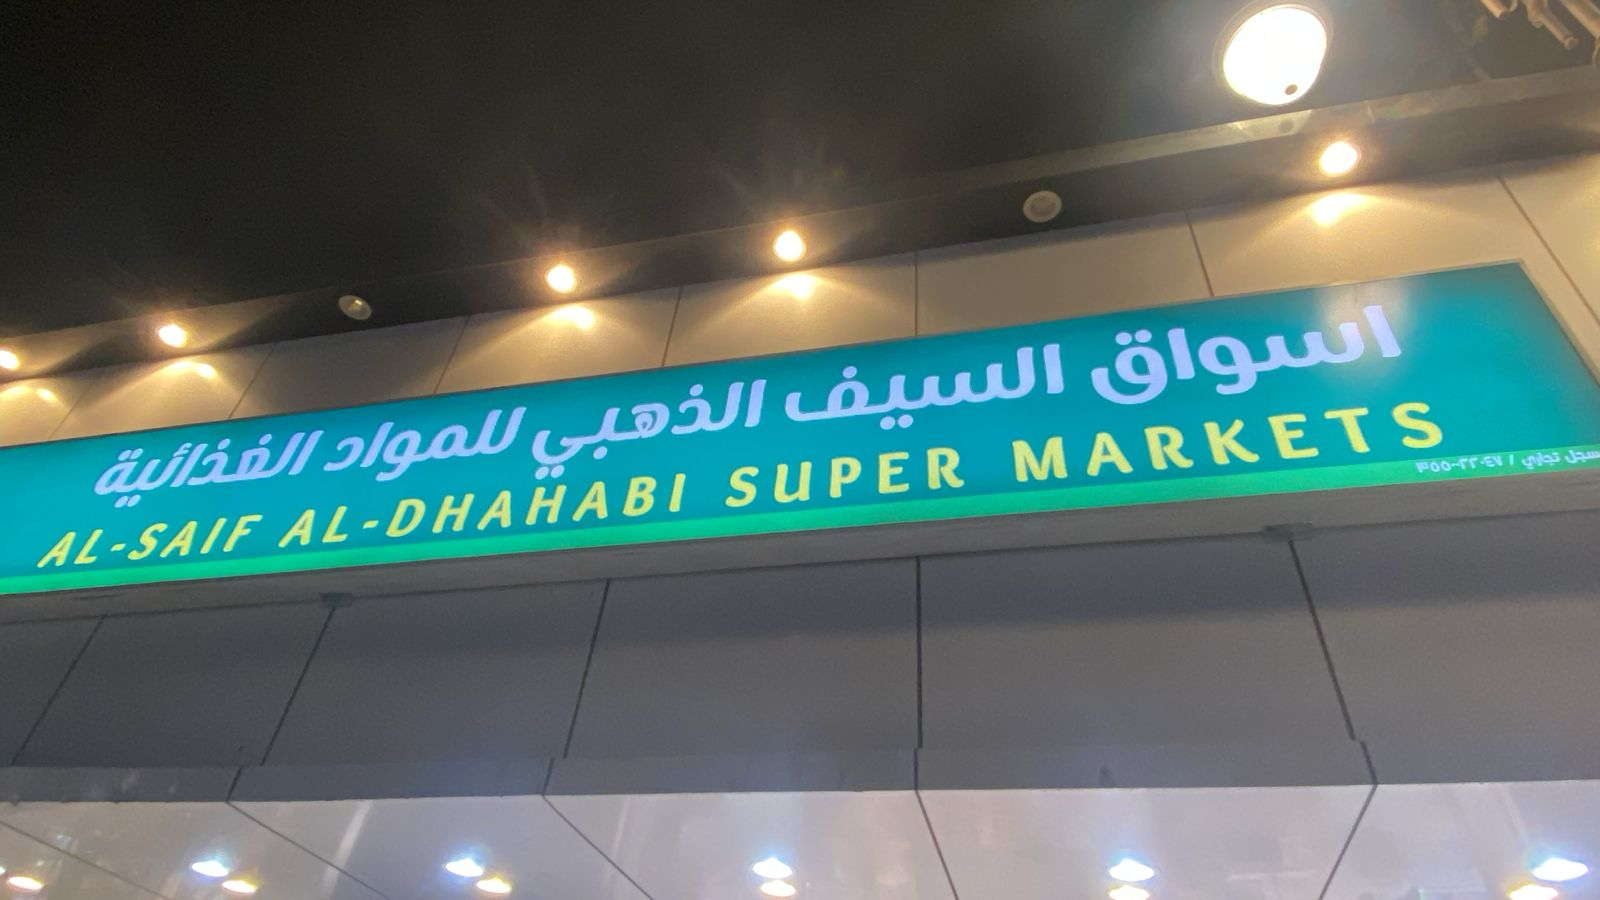 اسواق السيف الذهبي للمواد الغذائية
AL-SAIF AL-DHAHABI SUPER MARKETS
سجل تجاري /